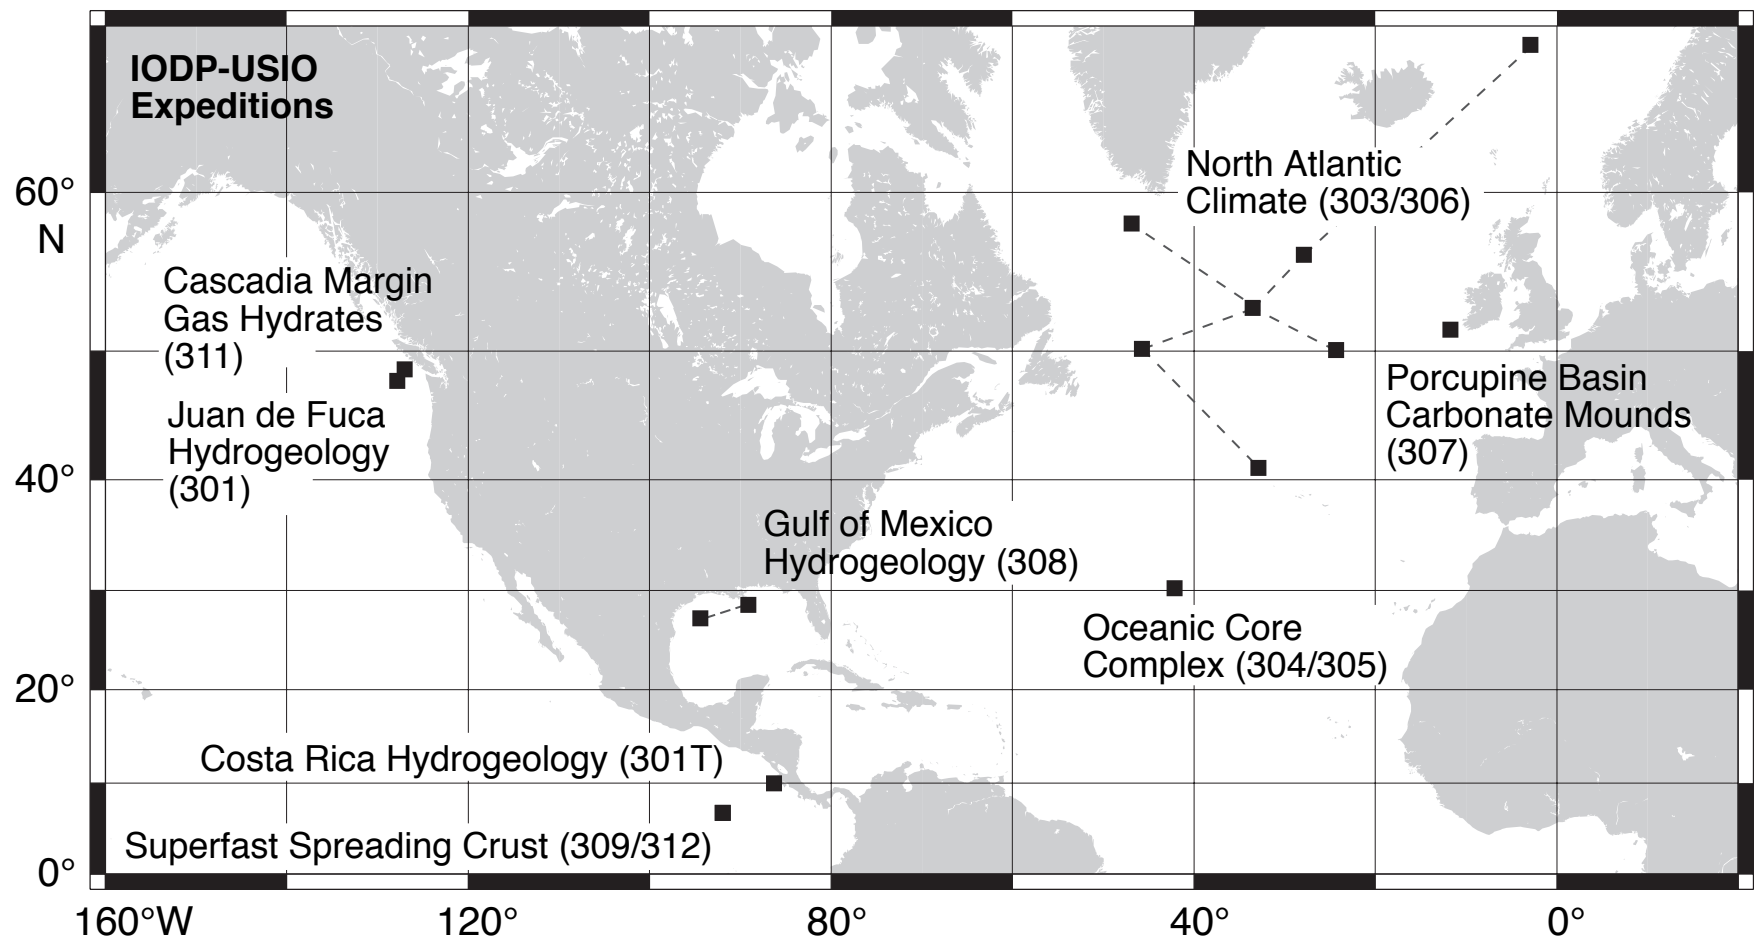 IODP-USIO
Expeditions
North Atlantic
Climate (303/306)
60°
N
Cascadia Margin
Gas Hydrates
(311)
Porcupine Basin
Carbonate Mounds
(307)
Juan de Fuca
Hydrogeology
(301)
40°
Gulf of Mexico
Hydrogeology (308)
Oceanic Core
Complex (304/305)
20°
Costa Rica Hydrogeology (301T)
Superfast Spreading Crust (309/312)
0°
160°W 120° 80° 40° 0°